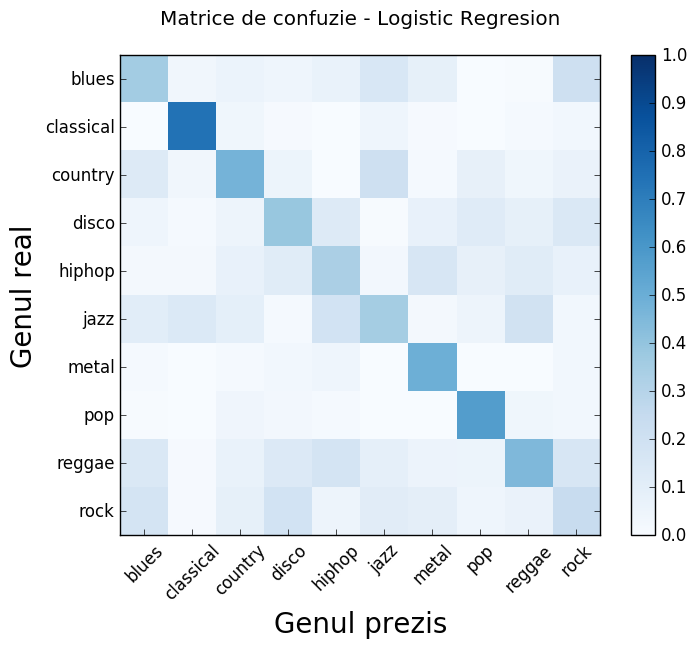 Matrice de confuzie - Logistic Regresion
Genul real
blues
classical
country
disco
hiphop
jazz
metal
pop
reggae
rock
blues
classical
country
disco
hiphop
jazz
metal
pop
reggae
rock
Genul prezis
1.0
0.9
0.8
0.7
0.6
0.5
0.4
0.3
0.2
0.1
0.0